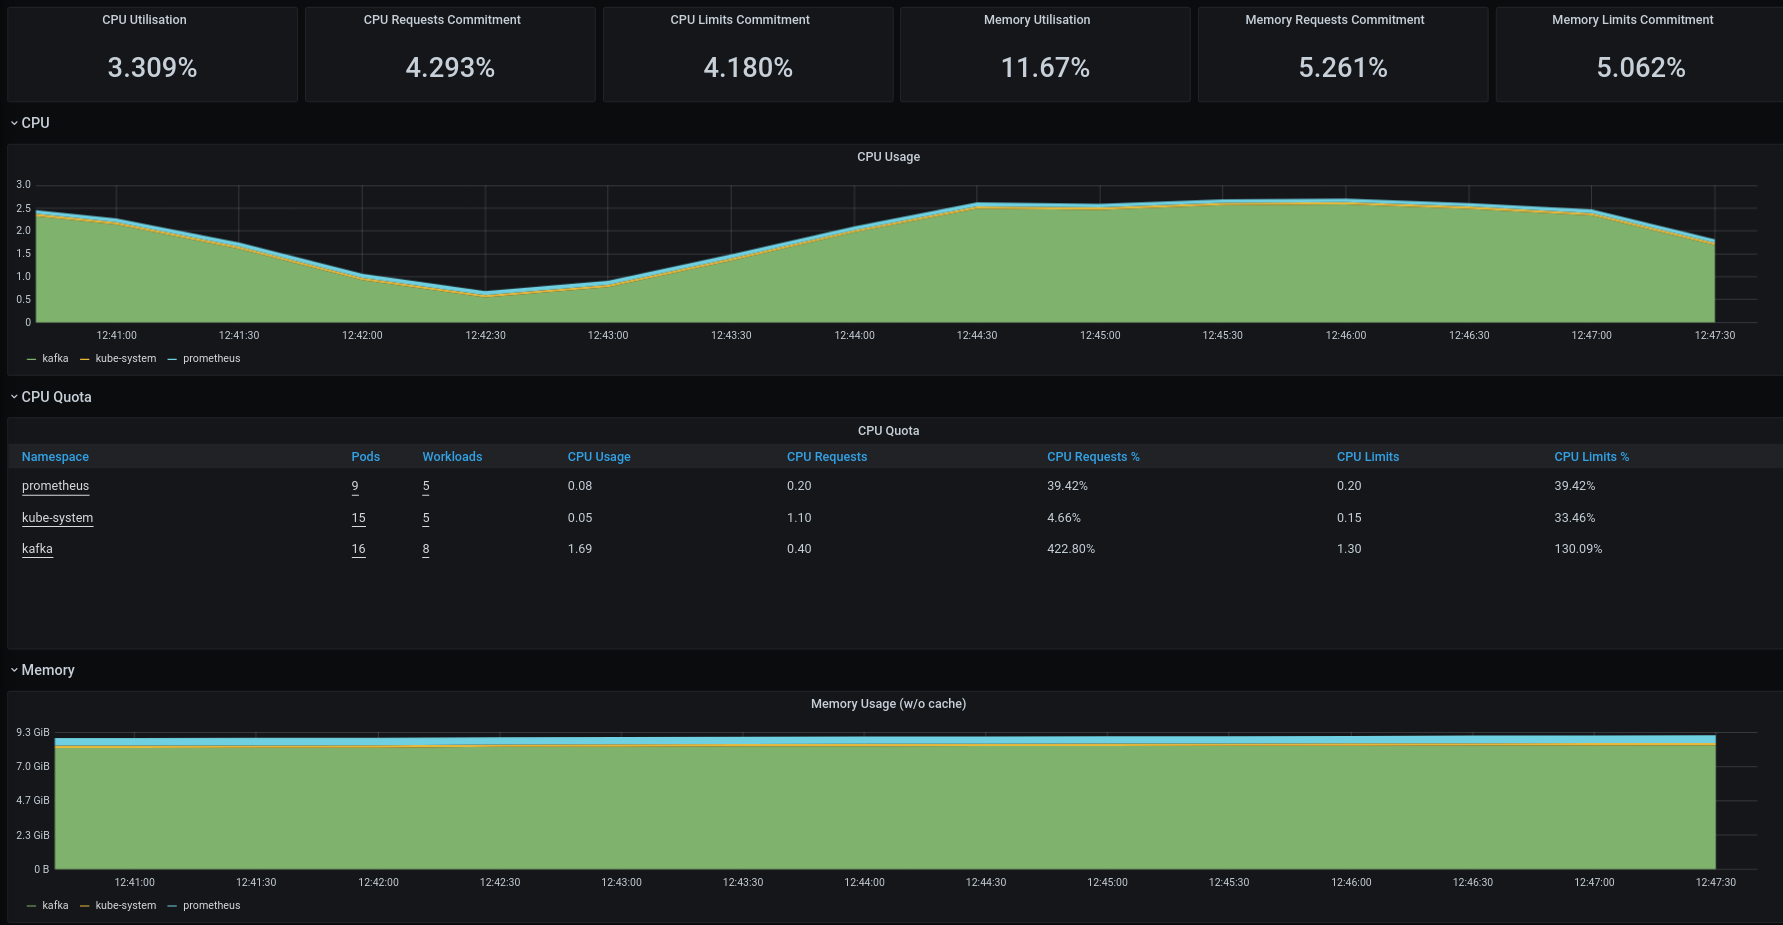 CPU Utilisation CPU Requests Commitment CPU Limits Commitment Memory Utilisation Memory Requests Commitment Memory Limits Commitment
3.309% 4.293% 4.180% 11.67% 5.261% 5.062%
CPU
CPU Usage
3.0
2.5
2.0
1.5
1.0
0.5
0
12:41:00 12:41:30 12:42:00 12:42:30 12:43:00 12:43:30 12:44:00 12:44:30 12:45:00 12:45:30 12:46:00 12:46:30 12:47:00 12:47:30
kafka kube-system prometheus
CPU Quota
CPU Quota
Namespace Pods Workloads CPU Usage CPU Requests CPU Requests % CPU Limits CPU Limits %
prometheus 9 5 0.08 0.20 39.42% 0.20 39.42%
kube-system 15 5 0.05 1.10 4.66% 0.15 33.46%
kafka 16 8 1.69 0.40 422.80% 1.30 130.09%
Memory
Memory Usage (w/o cache)
9.3 GiB
7.0 GiB
4.7 GiB
2.3 GiB
0 B
12:41:00 12:41:30 12:42:00 12:42:30 12:43:00 12:43:30 12:44:00 12:44:30 12:45:00 12:45:30 12:46:00 12:46:30 12:47:00 12:47:30
kafka kube-system prometheus